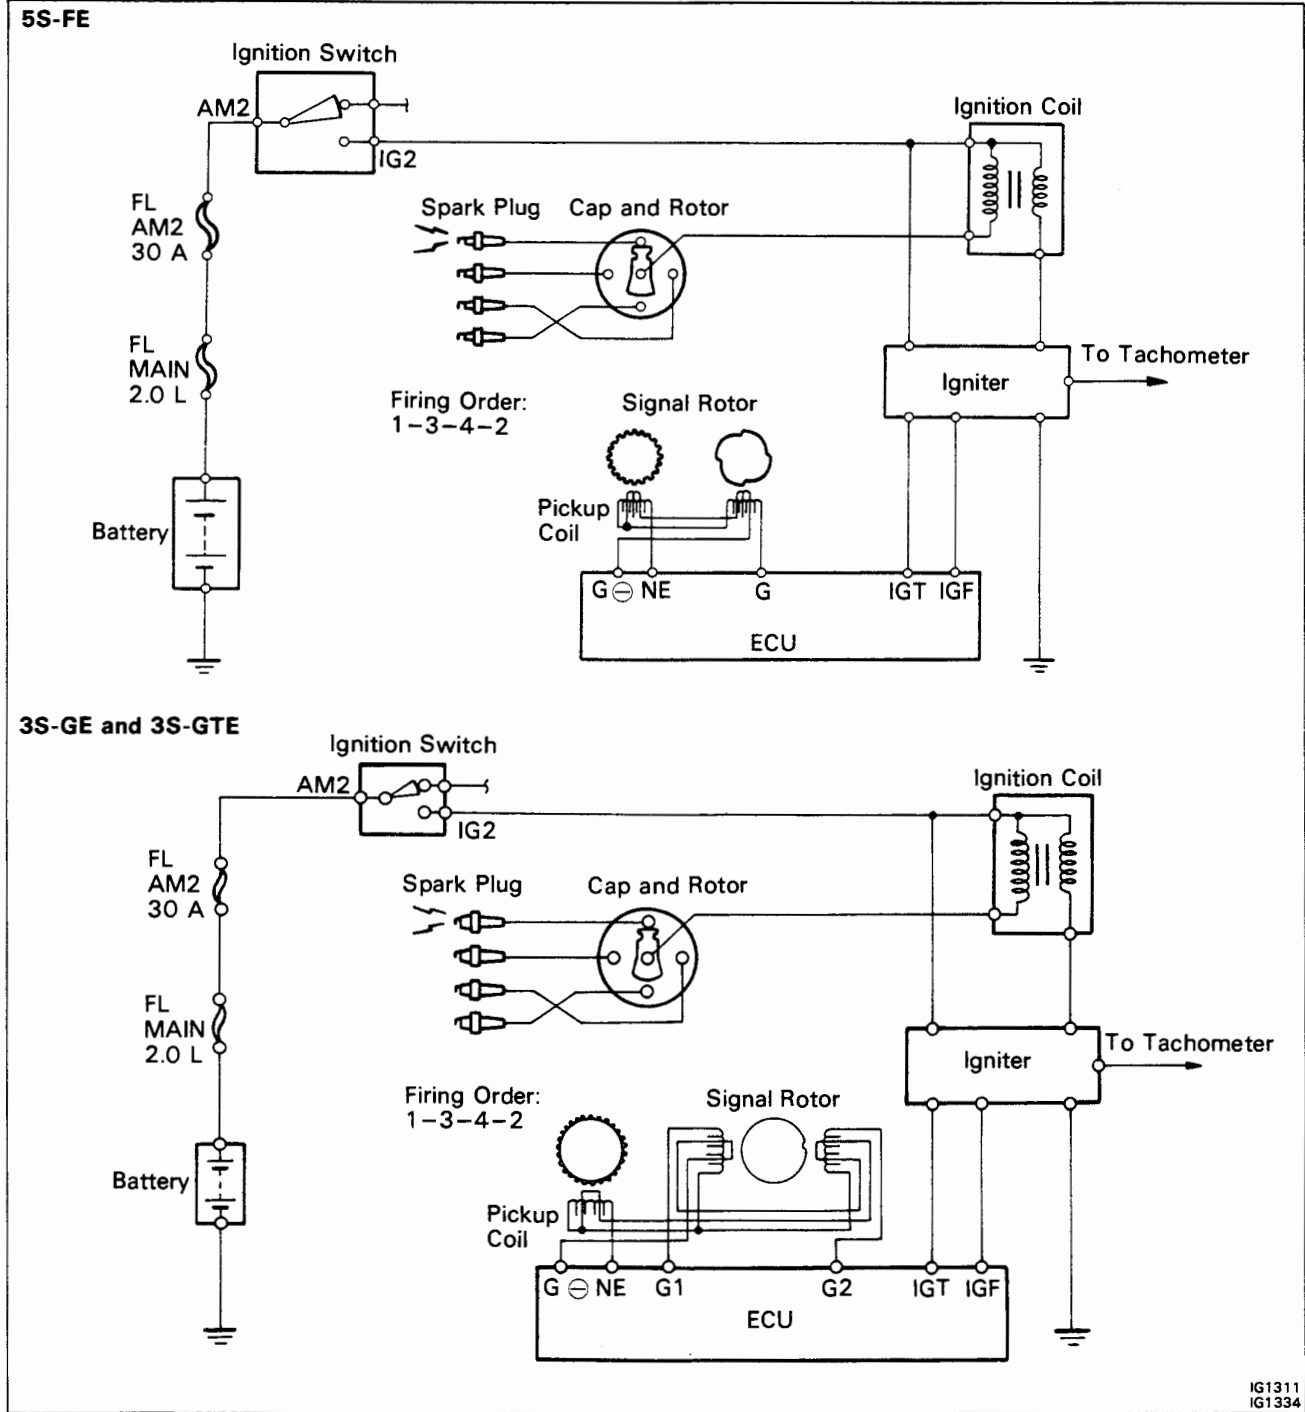 5S-FE
Ignition Switch
AM2
IG2
Ignition Coil
FL
AM2
30 A
Spark Plug
Cap and Rotor
FL
MAIN
2.0 L
Igniter
To Tachometer
Firing Order:
1-3-4-2
Signal Rotor
Pickup
Coil
Battery
G ⊖ NE G IGT IGF
ECU
3S-GE and 3S-GTE
Ignition Switch
AM2
IG2
Ignition Coil
FL
AM2
30 A
Spark Plug
Cap and Rotor
FL
MAIN
2.0 L
Igniter
To Tachometer
Firing Order:
1-3-4-2
Signal Rotor
Battery
Pickup
Coil
G ⊖ NE G1 G2 IGT IGF
ECU
IG1311
IG1334